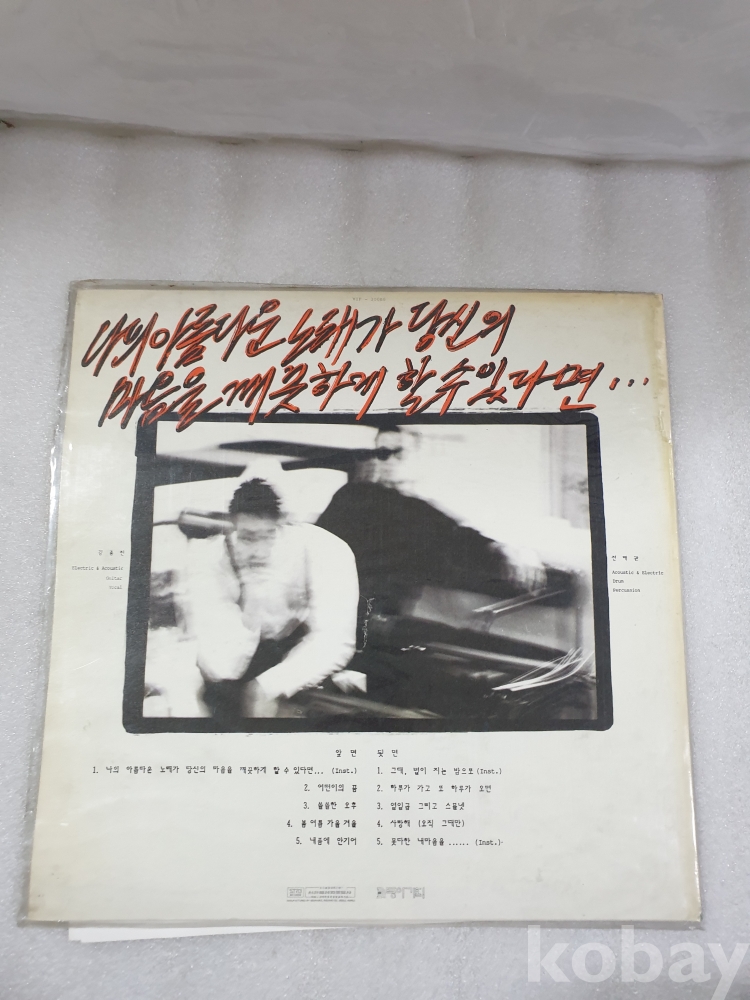 나의 아름다운 노래가 당신의
마음을 깨끗하게 할 수 있다면...
Electric & Acoustic
Guitar
Vocal
Acoustic & Electric
Drum
Percussion
앞 면
1. 나의 아름다운 노래가 당신의 마음을 깨끗하게 할 수 있다면... (Inst.)
2. 어떤이의 꿈
3. 쓸쓸한 오후
4. 봄 여름 가을 겨울
5. 내품에 안기어
뒷 면
1. 그대, 별이 지는 밤으로 (Inst.)
2. 하루가 가고 또 하루가 오면
3. 열일곱 그리고 스물넷
4. 사랑해 (오직 그대만)
5. 못다한 내마음을 ...... (Inst.)
kobay